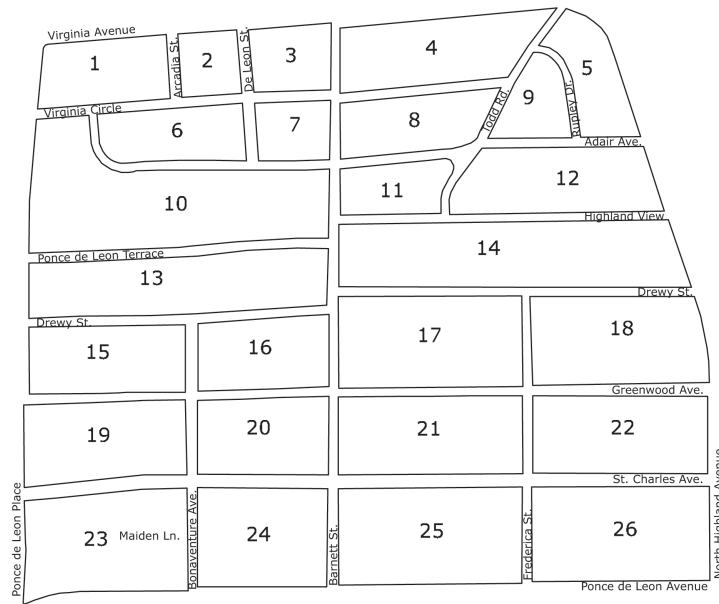 Virginia Avenue
1
Arcadia St.
2
De Leon St.
3
4
5
Virginia Circle
6
7
8
Todd Rd.
9
Rupley Dr.
Adair Ave.
10
11
12
Highland View
Ponce de Leon Terrace
13
14
Drewy St.
Drewy St.
15
16
17
18
Greenwood Ave.
19
20
21
22
St. Charles Ave.
Ponce de Leon Place
23
Maiden Ln.
Bonaventure Ave.
24
Barnett St.
25
Frederica St.
26
North Highland Avenue
Ponce de Leon Avenue